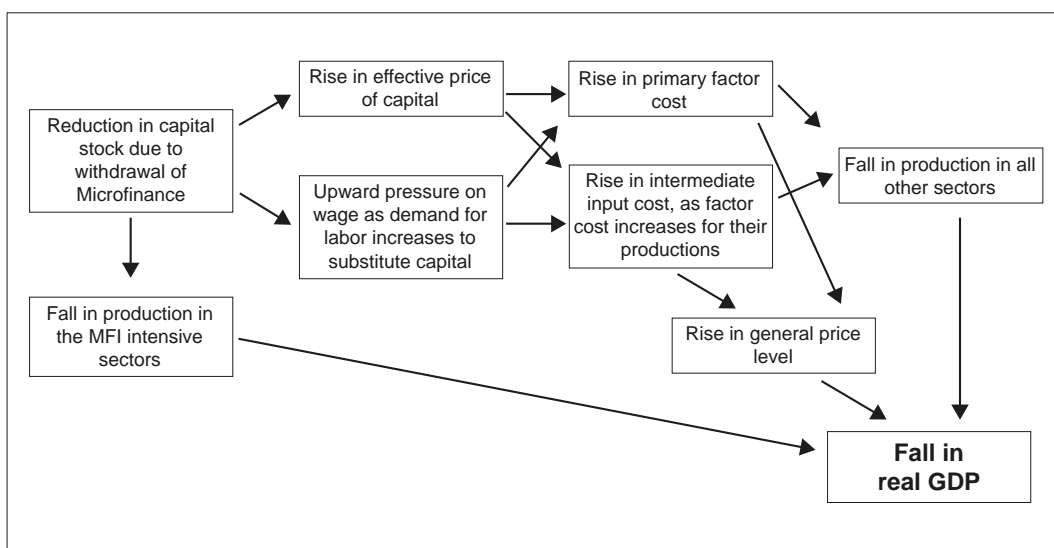 Reduction in capital
stock due to
withdrawal of
Microfinance
Rise in effective price
of capital
Rise in primary factor
cost
Upward pressure on
wage as demand for
labor increases to
substitute capital
Rise in intermediate
input cost, as factor
cost increases for their
productions
Fall in production in all
other sectors
Fall in production in
the MFI intensive
sectors
Rise in general price
level
Fall in
real GDP